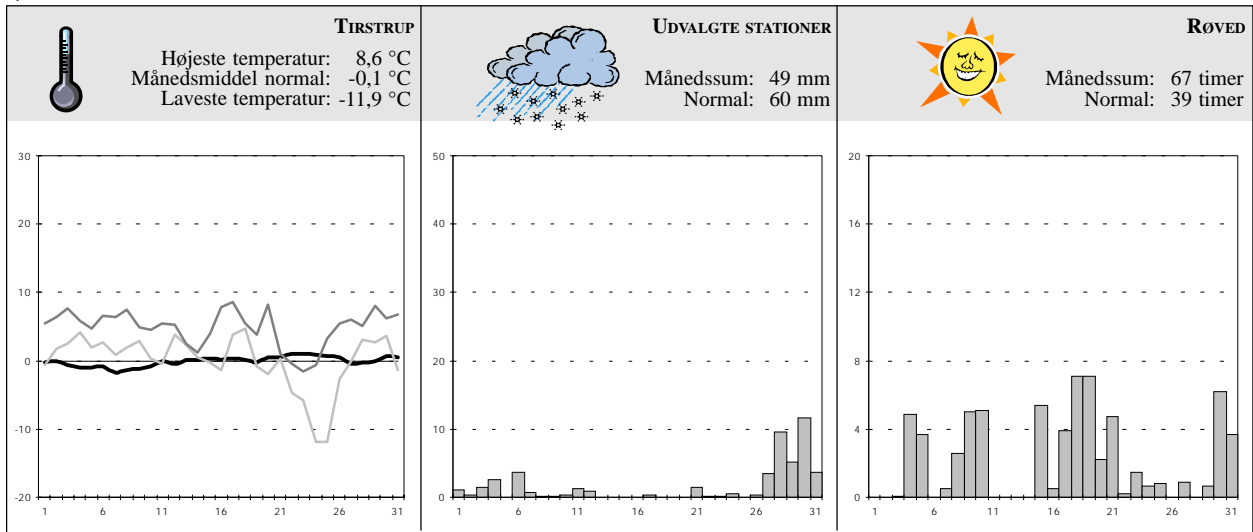 TIRSTRUP
Højeste temperatur: 8,6 °C
Månedsmiddel normal: -0,1 °C
Laveste temperatur: -11,9 °C
30
20
10
0
-10
-20
1 6 11 16 21 26 31
UDVALGTE STATIONER
Månedssum: 49 mm
Normal: 60 mm
50
40
30
20
10
0
1 6 11 16 21 26 31
RØVED
Månedssum: 67 timer
Normal: 39 timer
20
16
12
8
4
0
1 6 11 16 21 26 31